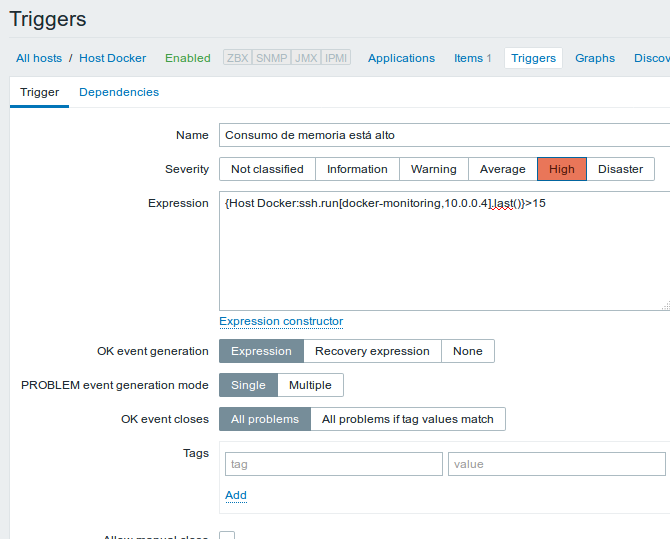 Triggers
All hosts / Host Docker Enabled ZBX SNMP JMX IPMI Applications Items 1 Triggers Graphs Discov
Trigger Dependencies
Name Consumo de memoria está alto
Severity Not classified Information Warning Average High Disaster
Expression {Host Docker:ssh.run[docker-monitoring,10.0.0.4].last()}>15
Expression constructor
OK event generation Expression Recovery expression None
PROBLEM event generation mode Single Multiple
OK event closes All problems All problems if tag values match
Tags tag value
Add
Allow manual close